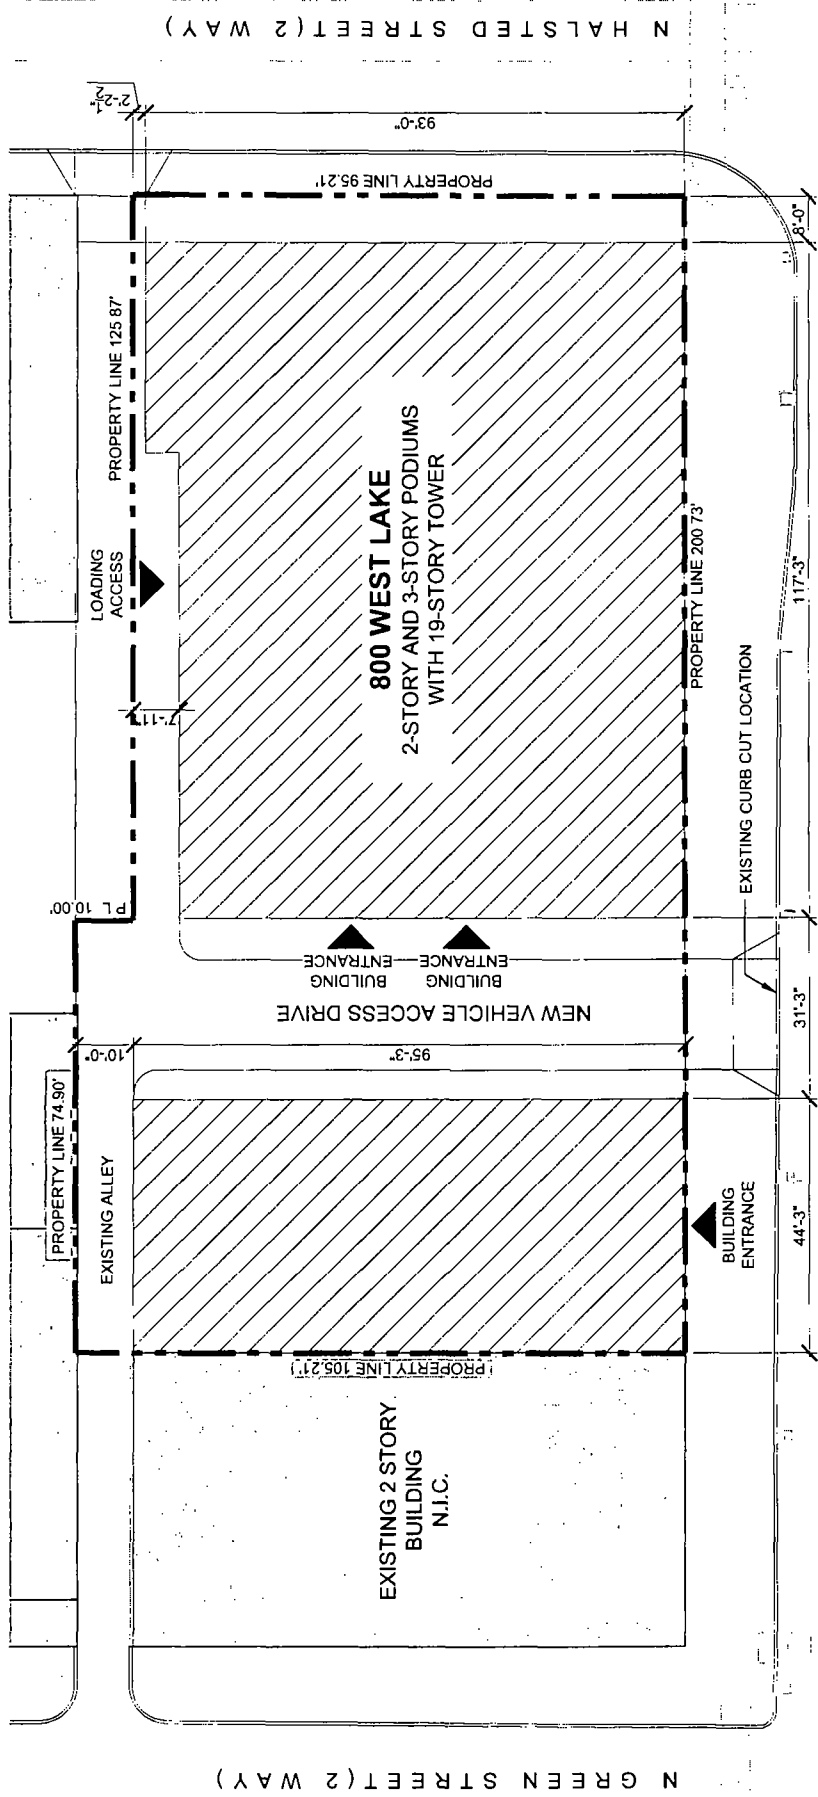 N HALSTED STREET(2 WAY)
2'-2½"
93'-0"
PROPERTY LINE 95.21'
8'-0"
PROPERTY LINE 125 87'
LOADING
ACCESS
7'-11"
800 WEST LAKE
2-STORY AND 3-STORY PODIUMS
WITH 19-STORY TOWER
PROPERTY LINE 200 73'
117'-3"
EXISTING CURB CUT LOCATION
P L 10.00'
BUILDING
ENTRANCE
BUILDING
ENTRANCE
NEW VEHICLE ACCESS DRIVE
31'-3"
10'-0"
95'-3"
PROPERTY LINE 74.90'
EXISTING ALLEY
BUILDING
ENTRANCE
44'-3"
PROPERTY LINE 105.21'
EXISTING 2 STORY
BUILDING
N.I.C.
N GREEN STREET(2 WAY)